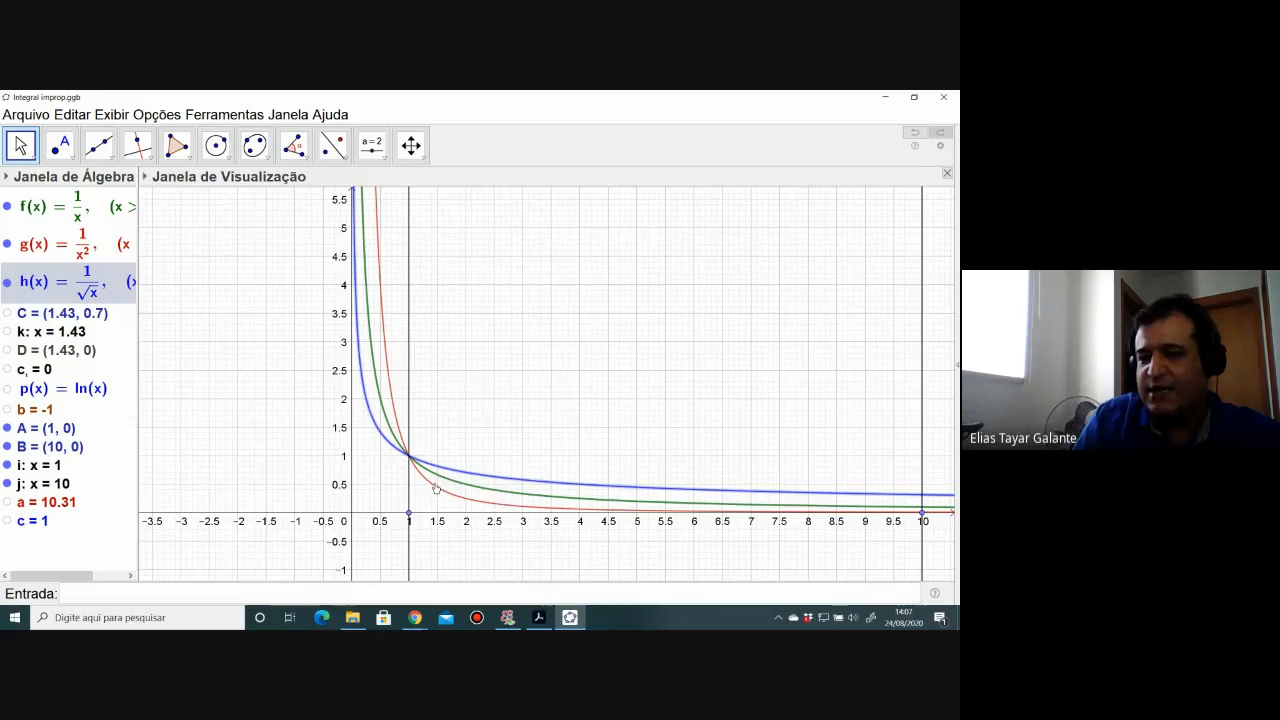 Integral improp.ggb
Arquivo Editar Exibir Opções Ferramentas Janela Ajuda
A
a=2
Janela de Álgebra
Janela de Visualização
f(x) = 1/x, (x >
g(x) = 1/x², (x
h(x) = 1/√x, (x
C = (1.43, 0.7)
k: x = 1.43
D = (1.43, 0)
c, = 0
p(x) = ln(x)
b = -1
A = (1, 0)
B = (10, 0)
i: x = 1
j: x = 10
a = 10.31
c = 1
5.5
5
4.5
4
3.5
3
2.5
2
1.5
1
0.5
-3.5 -3 -2.5 -2 -1.5 -1 -0.5 0 0.5 1 1.5 2 2.5 3 3.5 4 4.5 5 5.5 6 6.5 7 7.5 8 8.5 9 9.5 10
-0.5
-1
Entrada:
Digite aqui para pesquisar
14:07
24/08/2020
Elias Tayar Galante